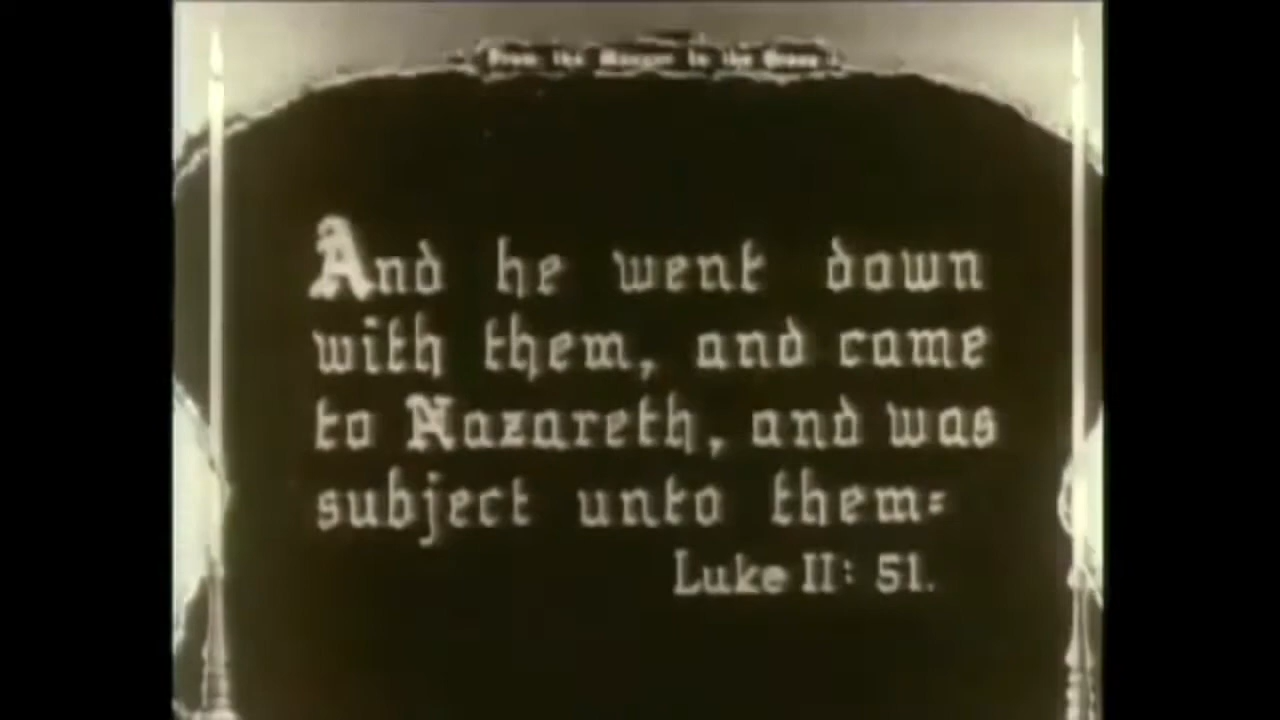 From the Manger to the Cross
And he went down
with them, and came
to Nazareth, and was
subject unto them:
Luke II: 51.